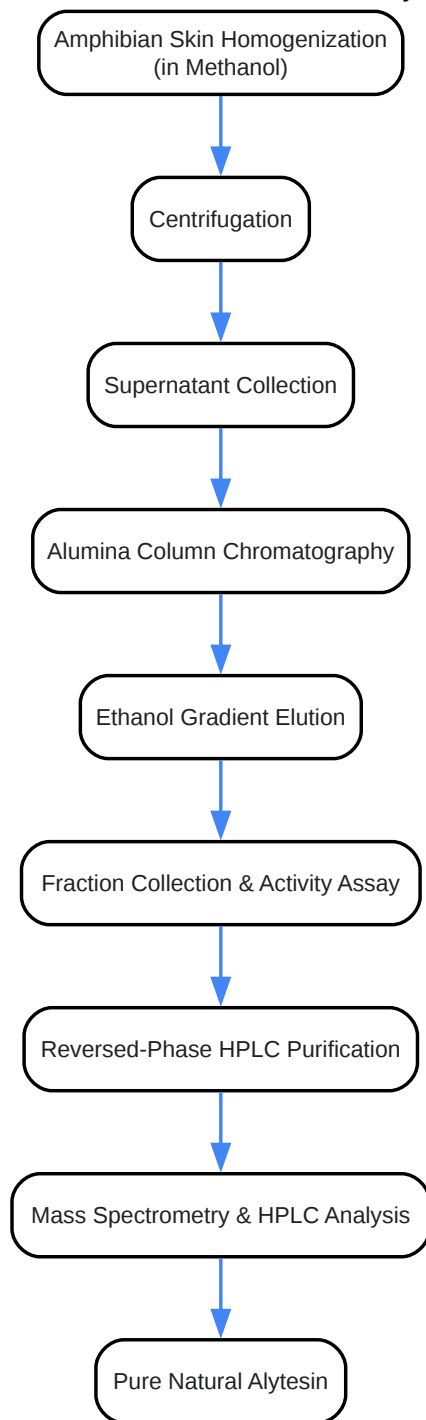 Amphibian Skin Homogenization
(in Methanol)
Centrifugation
Supernatant Collection
Alumina Column Chromatography
Ethanol Gradient Elution
Fraction Collection & Activity Assay
Reversed-Phase HPLC Purification
Mass Spectrometry & HPLC Analysis
Pure Natural Alytesin